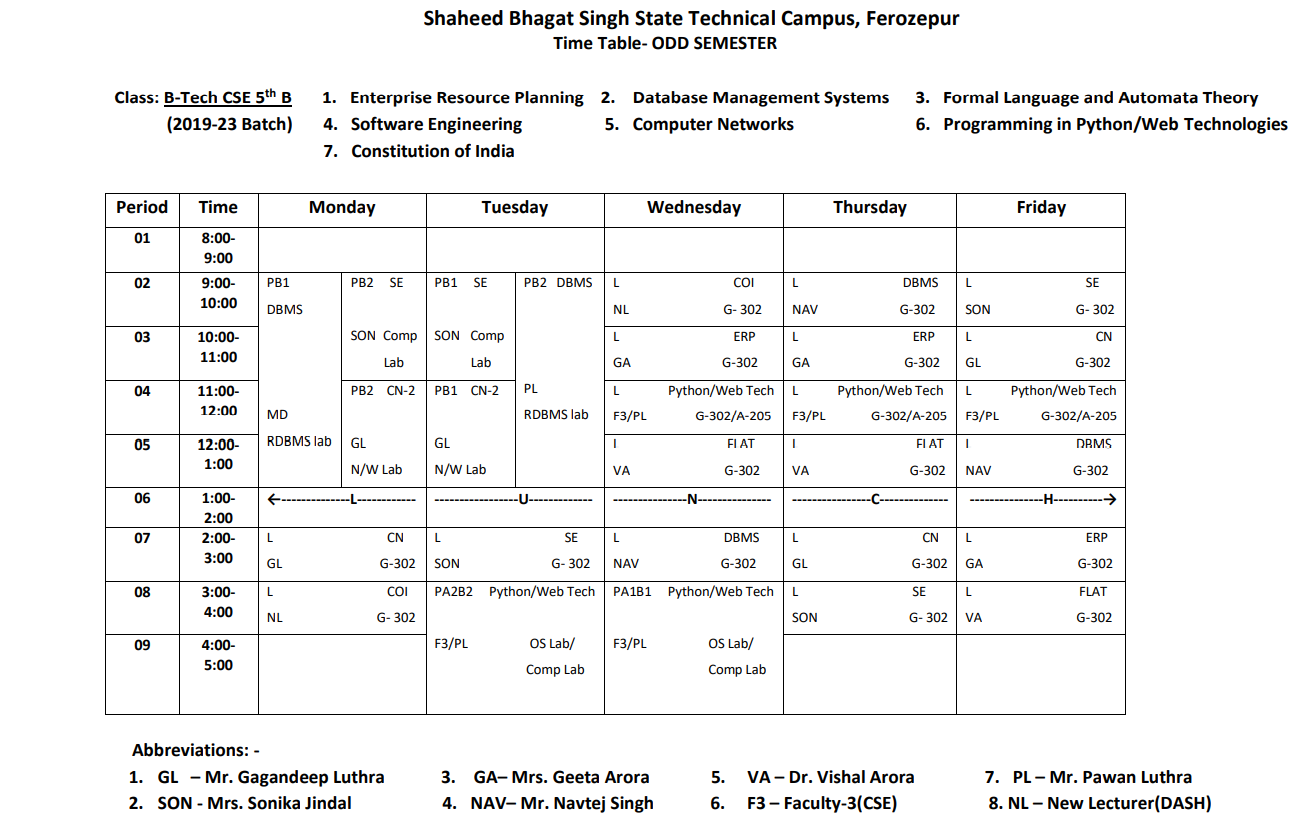 Shaheed Bhagat Singh State Technical Campus, Ferozepur
Time Table- ODD SEMESTER
Class: B-Tech CSE 5th B 1. Enterprise Resource Planning 2. Database Management Systems 3. Formal Language and Automata Theory
(2019-23 Batch) 4. Software Engineering 5. Computer Networks 6. Programming in Python/Web Technologies
7. Constitution of India
Period Time Monday Tuesday Wednesday Thursday Friday
01 8:00-
9:00
02 9:00- PB1 PB2 SE PB1 SE PB2 DBMS L COI L DBMS L SE
10:00 DBMS NL G- 302 NAV G- 302 SON G- 302
03 10:00- SON Comp SON Comp L ERP L ERP L CN
11:00 Lab Lab GA G-302 GA G-302 GL G-302
04 11:00- PB2 CN-2 PB1 CN-2 PL L Python/Web Tech L Python/Web Tech L Python/Web Tech
12:00 MD RDBMS lab F3/PL G-302/A-205 F3/PL G-302/A-205 F3/PL G-302/A-205
05 12:00- RDBMS lab GL GL L FLAT L FLAT L DBMS
1:00 N/W Lab N/W Lab VA G-302 VA G-302 NAV G-302
06 1:00- ←--------------L------------ -----------------U------------- ---------------N--------------- ----------------C-------------- ---------------H----------→
2:00
07 2:00- L CN L SE L DBMS L CN L ERP
3:00 GL G-302 SON G- 302 NAV G-302 GL G-302 GA G-302
08 3:00- L COI PA2B2 Python/Web Tech PA1B1 Python/Web Tech L SE L FLAT
4:00 NL G- 302 SON G- 302 VA G-302
09 4:00- F3/PL OS Lab/ F3/PL OS Lab/
5:00 Comp Lab Comp Lab
Abbreviations: -
1. GL – Mr. Gagandeep Luthra 3. GA– Mrs. Geeta Arora 5. VA – Dr. Vishal Arora 7. PL – Mr. Pawan Luthra
2. SON - Mrs. Sonika Jindal 4. NAV– Mr. Navtej Singh 6. F3 – Faculty-3(CSE) 8. NL – New Lecturer(DASH)